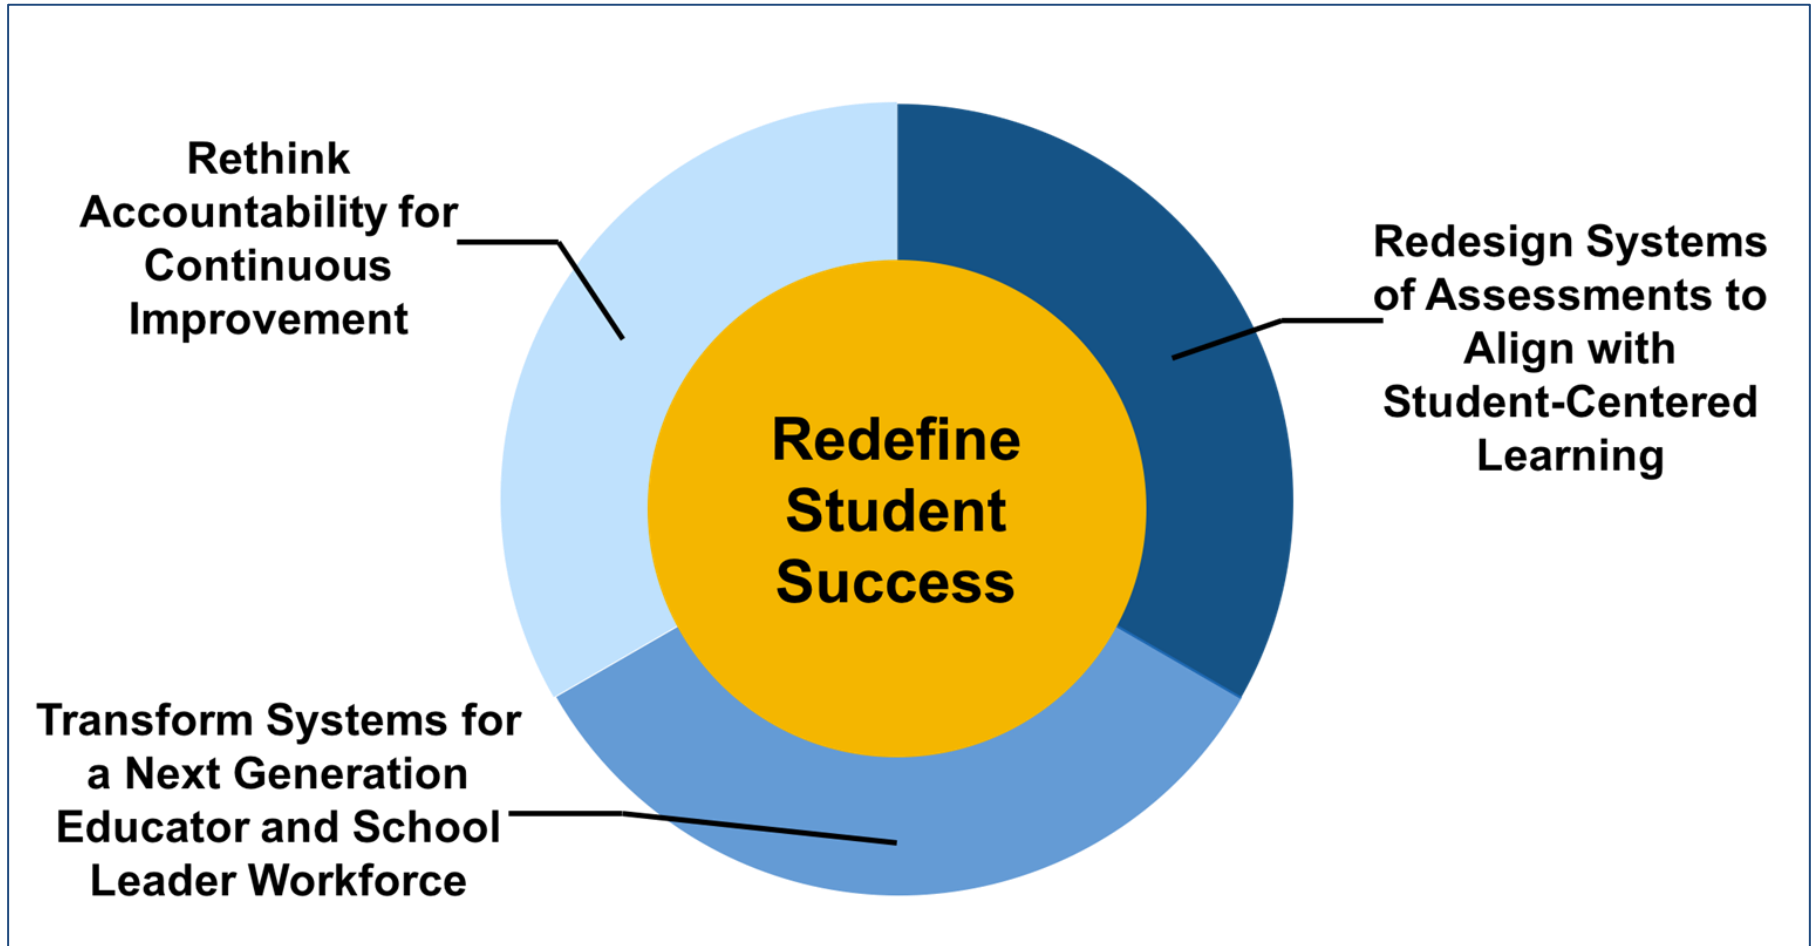 Rethink
Accountability for
Continuous
Improvement
Redesign Systems
of Assessments to
Align with
Student-Centered
Learning
Redefine
Student
Success
Transform Systems for
a Next Generation
Educator and School
Leader Workforce